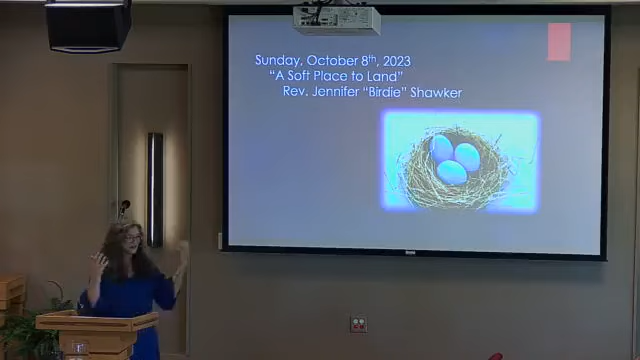 Sunday, October 8th, 2023
"A Soft Place to Land"
Rev. Jennifer "Birdie" Shawker